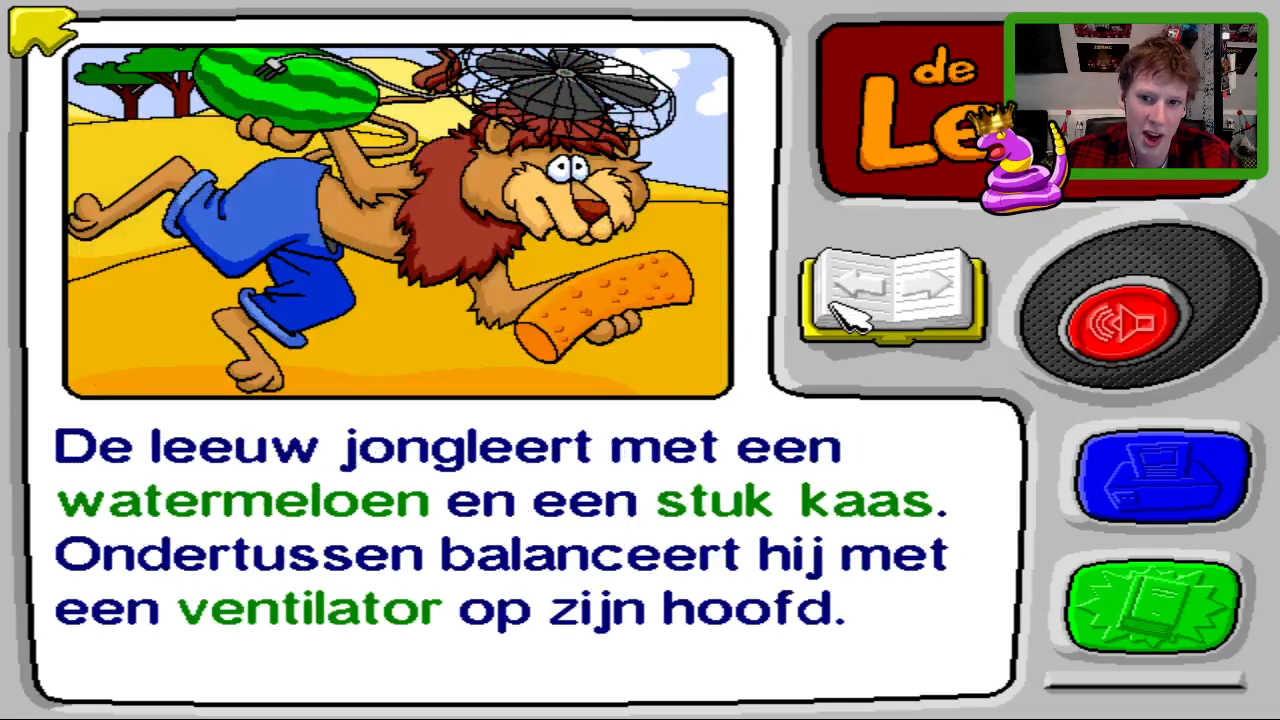 de
Le
De leeuw jongleert met een
watermeloen en een stuk kaas.
Ondertussen balanceert hij met
een ventilator op zijn hoofd.